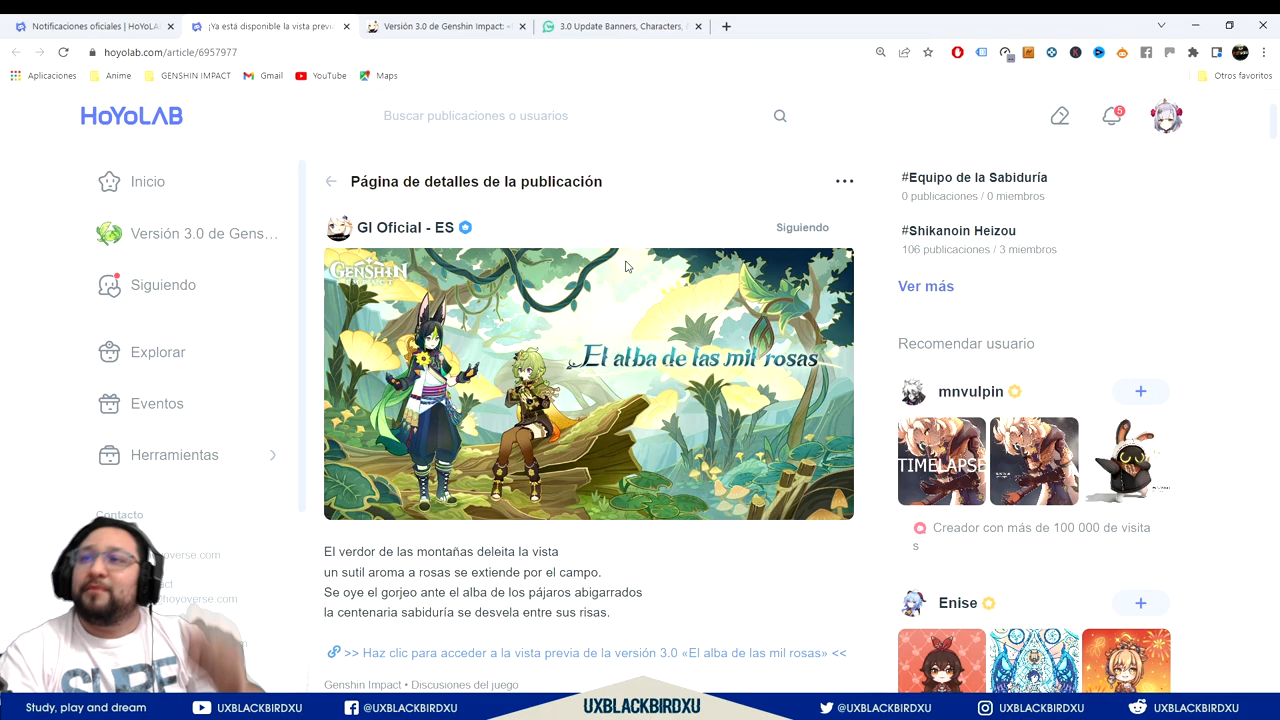 Notificaciones oficiales | HoYoLA
¡Ya está disponible la vista previ
Versión 3.0 de Genshin Impact: «
3.0 Update Banners, Characters,
hoyolab.com/article/6957977
Aplicaciones
Anime
GENSHIN IMPACT
Gmail
YouTube
Maps
Otros favoritos
HoYoLAB
Buscar publicaciones o usuarios
5
Inicio
Versión 3.0 de Gens...
Siguiendo
Explorar
Eventos
Herramientas
Contacto
overse.com
@hoyoverse.com
Página de detalles de la publicación
GI Oficial - ES
Siguiendo
GENSHIN
IMPACT
El alba de las mil rosas
El verdor de las montañas deleita la vista
un sutil aroma a rosas se extiende por el campo.
Se oye el gorjeo ante el alba de los pájaros abigarrados
la centenaria sabiduría se desvela entre sus risas.
>> Haz clic para acceder a la vista previa de la versión 3.0 «El alba de las mil rosas» <<
Genshin Impact • Discusiones del juego
#Equipo de la Sabiduría
0 publicaciones / 0 miembros
#Shikanoin Heizou
106 publicaciones / 3 miembros
Ver más
Recomendar usuario
mnvulpin
TIMELAPSE
Creador con más de 100 000 de visita
s
Enise
Study, play and dream
UXBLACKBIRDXU
@UXBLACKBIRDXU
UXBLACKBIRDXU
@UXBLACKBIRDXU
UXBLACKBIRDXU
UXBLACKBIRDXU